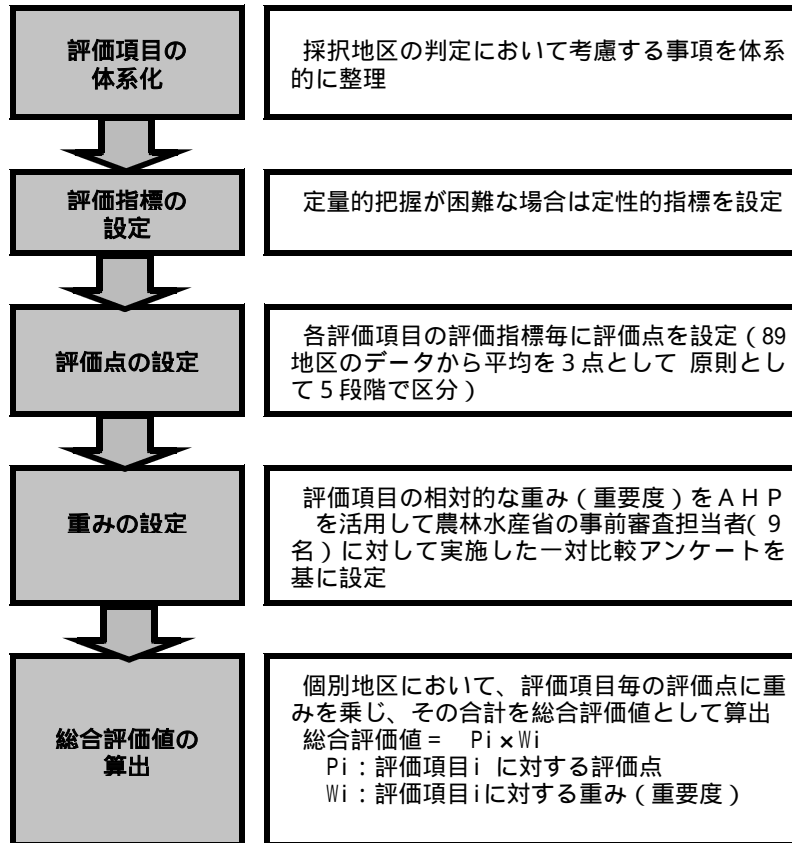 評価項目の
体系化
採択地区の判定において考慮する事項を体系
的に整理
評価指標の
設定
定量的把握が困難な場合は定性的指標を設定
評価点の設定
各評価項目の評価指標毎に評価点を設定（89
地区のデータから平均を３点として 原則とし
て５段階で区分）
重みの設定
評価項目の相対的な重み（重要度）をＡＨＰ
を活用して農林水産省の事前審査担当者（９
名）に対して実施した一対比較アンケートを
基に設定
総合評価値の
算出
個別地区において、評価項目毎の評価点に重
みを乗じ、その合計を総合評価値として算出
総合評価値＝ Pi×Wi
Pi：評価項目i に対する評価点
Wi：評価項目iに対する重み（重要度）